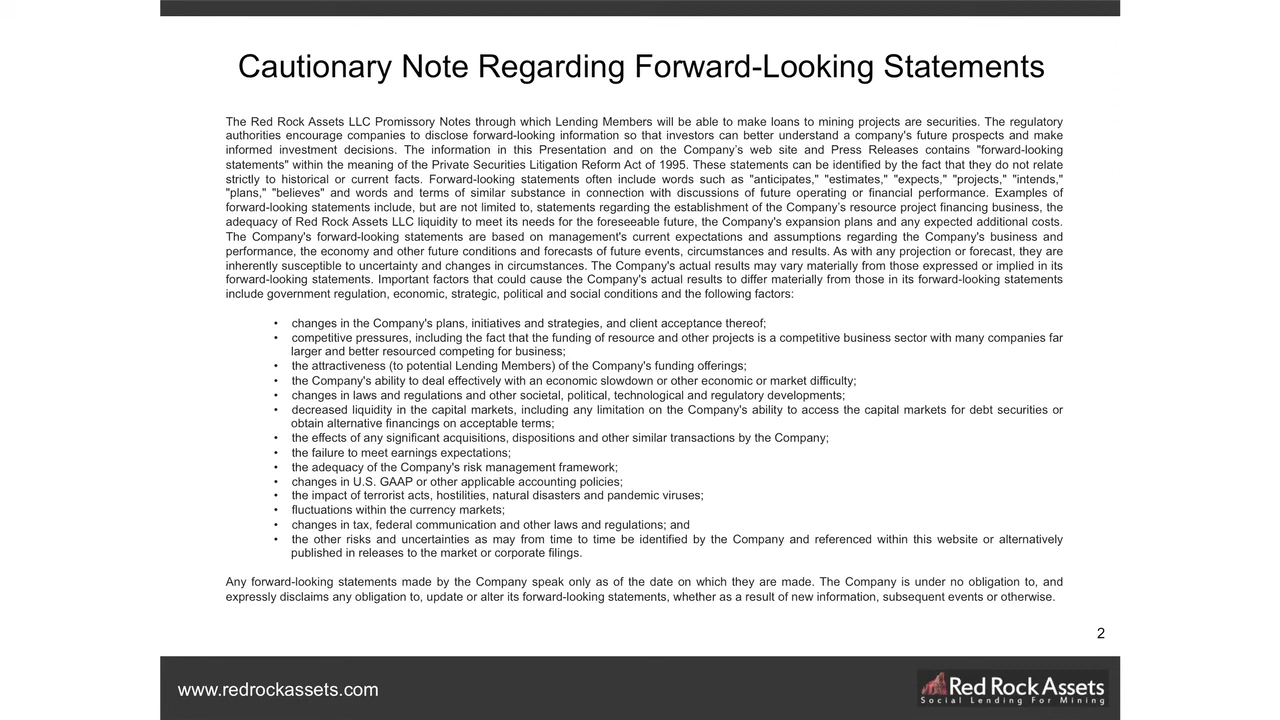 Cautionary Note Regarding Forward-Looking Statements
The Red Rock Assets LLC Promissory Notes through which Lending Members will be able to make loans to mining projects are securities. The regulatory
authorities encourage companies to disclose forward-looking information so that investors can better understand a company's future prospects and make
informed investment decisions. The information in this Presentation and on the Company’s web site and Press Releases contains "forward-looking
statements" within the meaning of the Private Securities Litigation Reform Act of 1995. These statements can be identified by the fact that they do not relate
strictly to historical or current facts. Forward-looking statements often include words such as "anticipates," "estimates," "expects," "projects," "intends,"
"plans," "believes" and words and terms of similar substance in connection with discussions of future operating or financial performance. Examples of
forward-looking statements include, but are not limited to, statements regarding the establishment of the Company’s resource project financing business, the
adequacy of Red Rock Assets LLC liquidity to meet its needs for the foreseeable future, the Company's expansion plans and any expected additional costs.
The Company's forward-looking statements are based on management's current expectations and assumptions regarding the Company's business and
performance, the economy and other future conditions and forecasts of future events, circumstances and results. As with any projection or forecast, they are
inherently susceptible to uncertainty and changes in circumstances. The Company's actual results may vary materially from those expressed or implied in its
forward-looking statements. Important factors that could cause the Company's actual results to differ materially from those in its forward-looking statements
include government regulation, economic, strategic, political and social conditions and the following factors:
• changes in the Company's plans, initiatives and strategies, and client acceptance thereof;
• competitive pressures, including the fact that the funding of resource and other projects is a competitive business sector with many companies far
larger and better resourced competing for business;
• the attractiveness (to potential Lending Members) of the Company's funding offerings;
• the Company's ability to deal effectively with an economic slowdown or other economic or market difficulty;
• changes in laws and regulations and other societal, political, technological and regulatory developments;
• decreased liquidity in the capital markets, including any limitation on the Company's ability to access the capital markets for debt securities or
obtain alternative financings on acceptable terms;
• the effects of any significant acquisitions, dispositions and other similar transactions by the Company;
• the failure to meet earnings expectations;
• the adequacy of the Company's risk management framework;
• changes in U.S. GAAP or other applicable accounting policies;
• the impact of terrorist acts, hostilities, natural disasters and pandemic viruses;
• fluctuations within the currency markets;
• changes in tax, federal communication and other laws and regulations; and
• the other risks and uncertainties as may from time to time be identified by the Company and referenced within this website or alternatively
published in releases to the market or corporate filings.
Any forward-looking statements made by the Company speak only as of the date on which they are made. The Company is under no obligation to, and
expressly disclaims any obligation to, update or alter its forward-looking statements, whether as a result of new information, subsequent events or otherwise.
2
www.redrockassets.com
Red Rock Assets
Social Lending For Mining